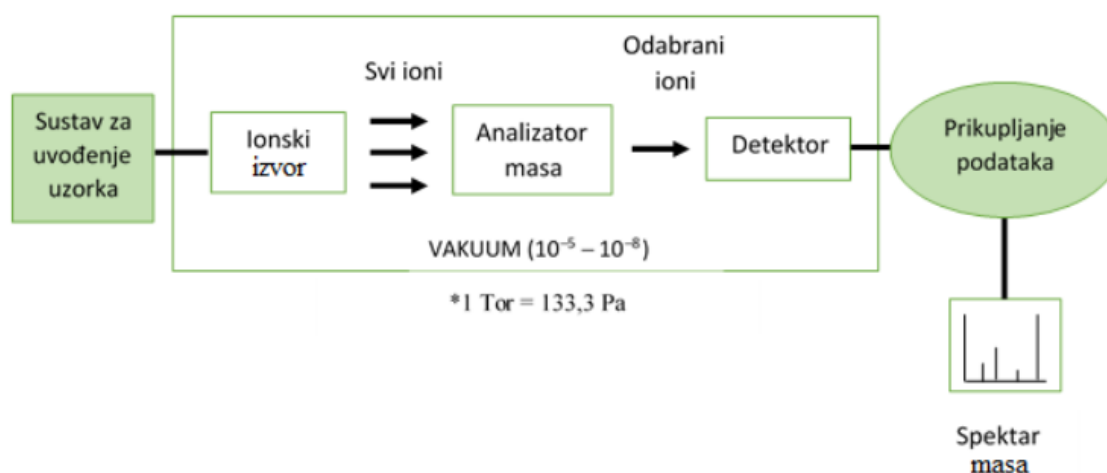 Sustav za
uvođenje
uzorka
Ionski
izvor
Svi ioni
Analizator
masa
Odabrani
ioni
Detektor
Prikupljanje
podataka
VAKUUM (10⁻⁵ – 10⁻⁸)
*1 Tor = 133,3 Pa
Spektar
masa